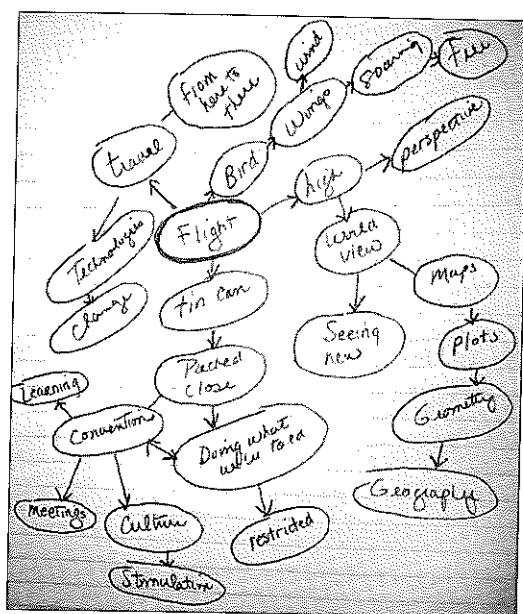 from
here to
there
wind
Soaring
Free
Wings
travel
Bird
high
perspective
Flight
Technologies
World
view
change
tin can
Maps
Seeing
new
Plots
Packed
close
Learning
Convention
Doing what
we're told
Geometry
Geography
meetings
Culture
restricted
Stimulation